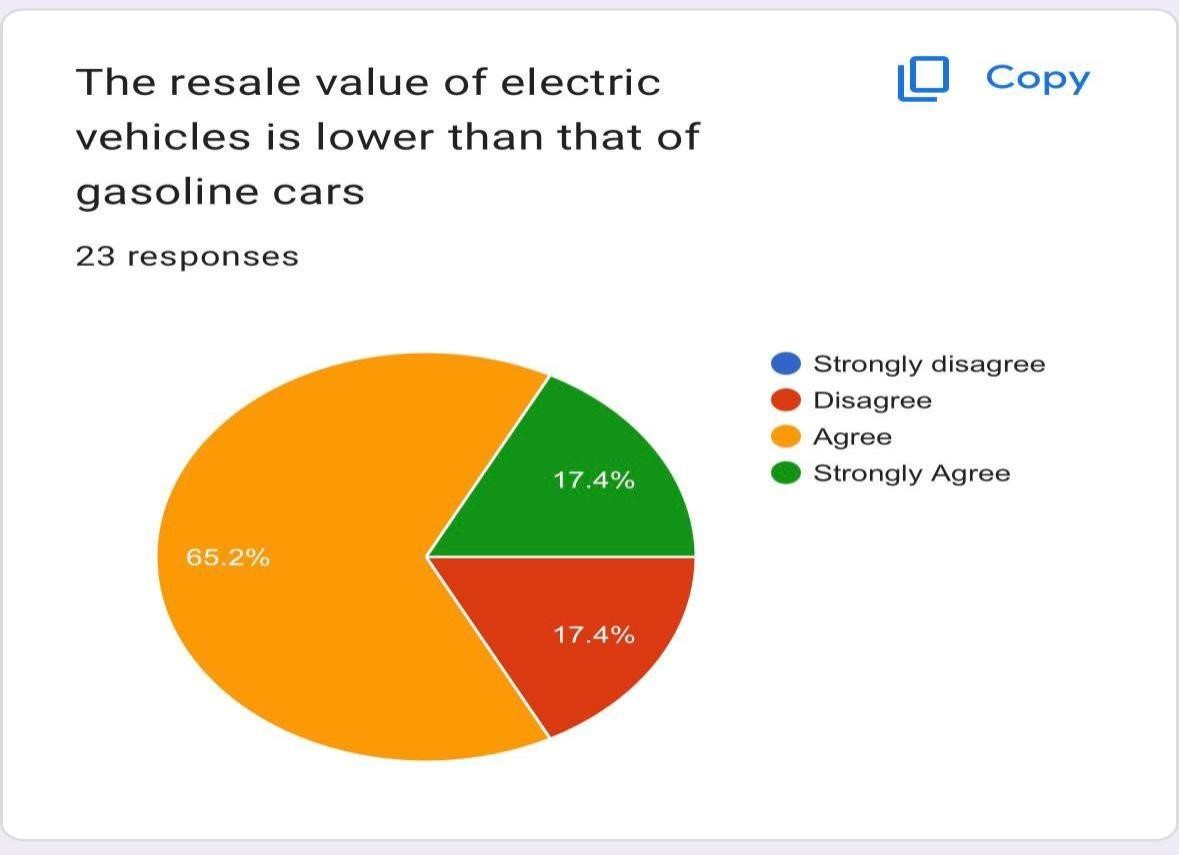 The resale value of electric
vehicles is lower than that of
gasoline cars
Copy
23 responses
Strongly disagree
Disagree
Agree
Strongly Agree
17.4%
65.2%
17.4%